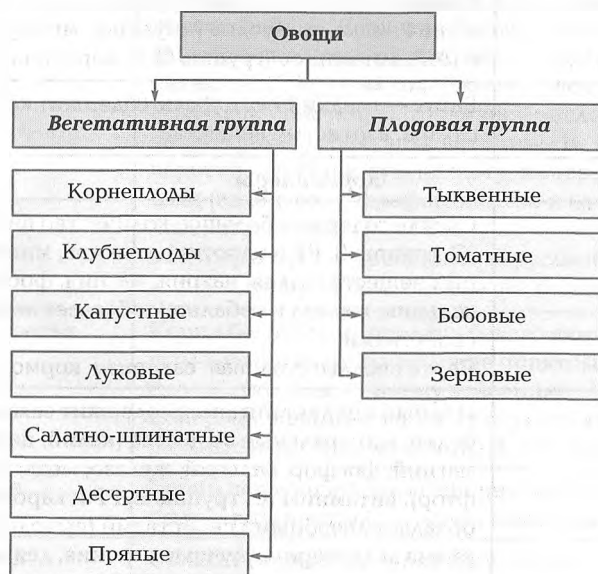 Овощи
Вегетативная группа
Плодовая группа
Корнеплоды
Клубнеплоды
Капустные
Луковые
Салатно-шпинатные
Десертные
Пряные
Тыквенные
Томатные
Бобовые
Зерновые